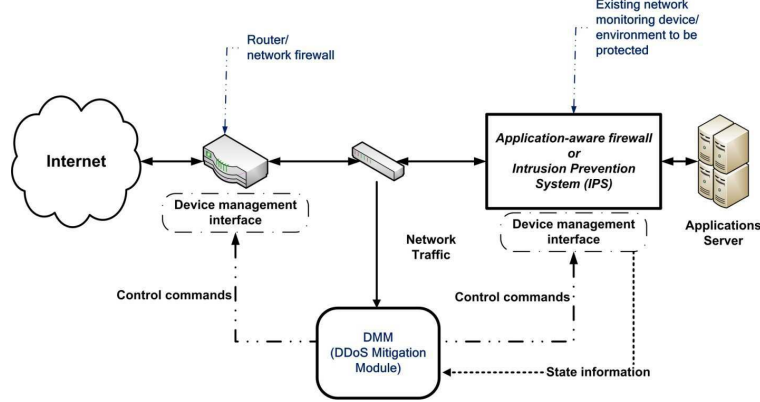 Existing network
monitoring device/
environment to be
protected
Router/
network firewall
Internet
Application-aware firewall
or
Intrusion Prevention
System (IPS)
Applications
Server
Device management
interface
Device management
interface
Network
Traffic
Control commands
Control commands
DMM
(DDoS Mitigation
Module)
State information